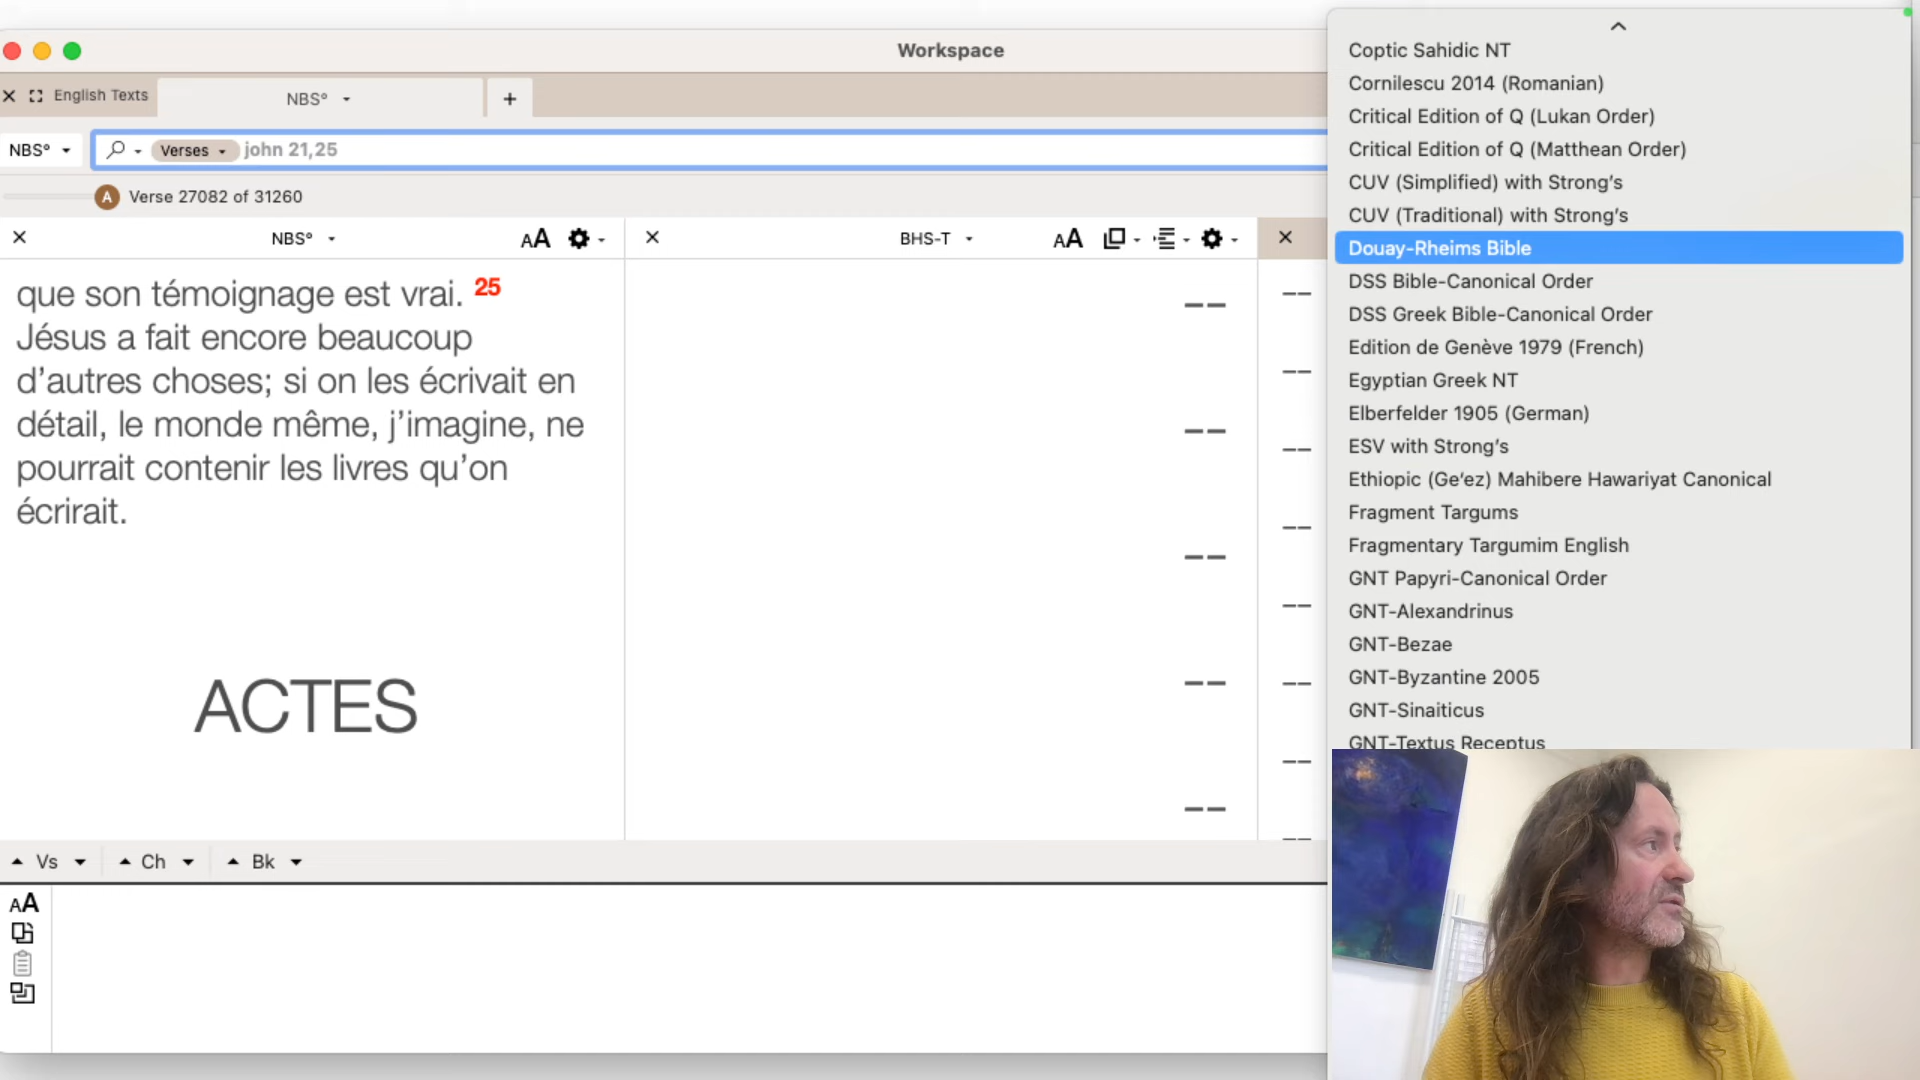 Workspace
English Texts
NBS°
+
NBS°
Verses
john 21,25
A
Verse 27082 of 31260
NBS°
AA
BHS-T
AA
que son témoignage est vrai. 25
Jésus a fait encore beaucoup
d’autres choses; si on les écrivait en
détail, le monde même, j’imagine, ne
pourrait contenir les livres qu’on
écrirait.
ACTES
Vs
Ch
Bk
AA
Coptic Sahidic NT
Cornilescu 2014 (Romanian)
Critical Edition of Q (Lukan Order)
Critical Edition of Q (Matthean Order)
CUV (Simplified) with Strong’s
CUV (Traditional) with Strong’s
Douay-Rheims Bible
DSS Bible-Canonical Order
DSS Greek Bible-Canonical Order
Edition de Genève 1979 (French)
Egyptian Greek NT
Elberfelder 1905 (German)
ESV with Strong’s
Ethiopic (Ge‘ez) Mahibere Hawariyat Canonical
Fragment Targums
Fragmentary Targumim English
GNT Papyri-Canonical Order
GNT-Alexandrinus
GNT-Bezae
GNT-Byzantine 2005
GNT-Sinaiticus
GNT-Textus Receptus